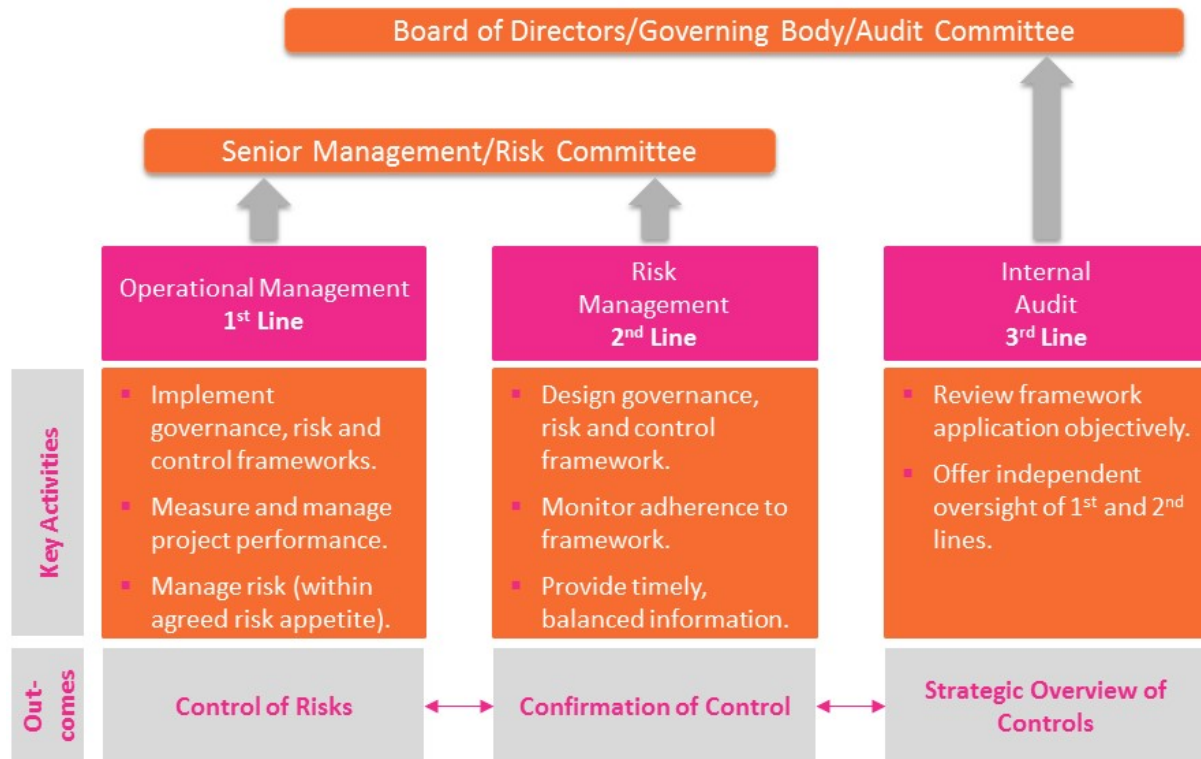 Board of Directors/Governing Body/Audit Committee
Senior Management/Risk Committee
Operational Management
1st Line
Risk
Management
2nd Line
Internal
Audit
3rd Line
Key Activities
▪ Implement
governance, risk and
control frameworks.
▪ Measure and manage
project performance.
▪ Manage risk (within
agreed risk appetite).
▪ Design governance,
risk and control
framework.
▪ Monitor adherence to
framework.
▪ Provide timely,
balanced information.
▪ Review framework
application objectively.
▪ Offer independent
oversight of 1st and 2nd
lines.
Out-
comes
Control of Risks
Confirmation of Control
Strategic Overview of
Controls